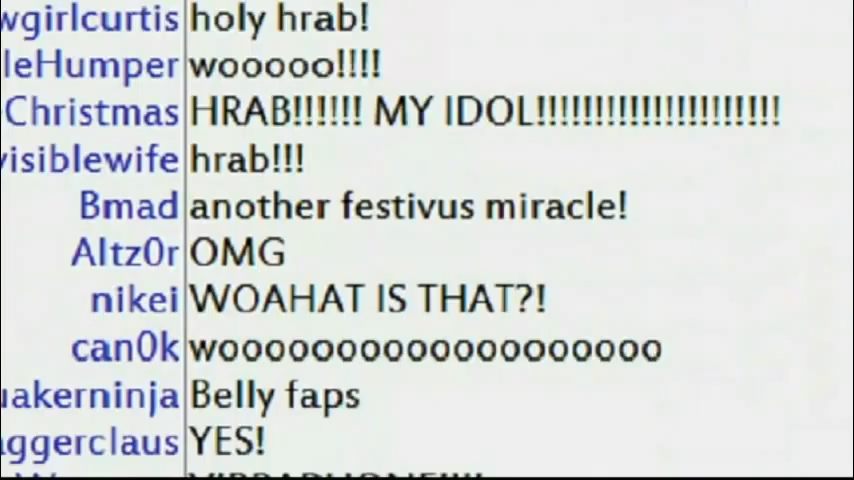 wgirlcurtis holy hrab!
leHumper wooooo!!!!
Christmas HRAB!!!!!! MY IDOL!!!!!!!!!!!!!!!!!!!!!
visiblewife hrab!!!
Bmad another festivus miracle!
Altz0r OMG
nikei WOAHAT IS THAT?!
can0k wooooooooooooooooooo
uakerninja Belly faps
aggerclaus YES!